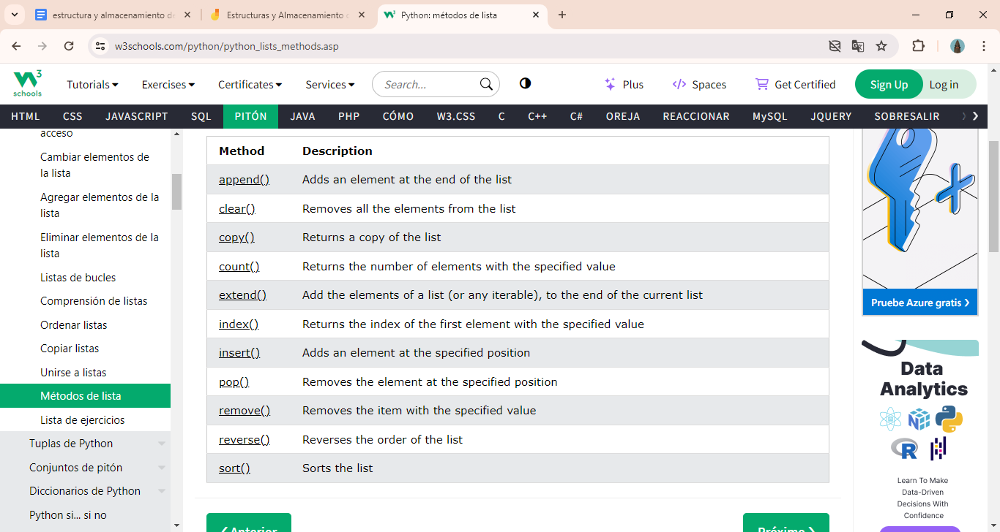 estructura y almacenamiento de
Estructuras y Almacenamiento d
Python: métodos de lista
w3schools.com/python/python_lists_methods.asp
W3
schools
Tutorials
Exercises
Certificates
Services
Search...
Plus
Spaces
Get Certified
Sign Up
Log in
HTML
CSS
JAVASCRIPT
SQL
PITÓN
JAVA
PHP
CÓMO
W3.CSS
C
C++
C#
OREJA
REACCIONAR
MySQL
JQUERY
SOBRESALIR
acceso
Cambiar elementos de
la lista
Agregar elementos de la
lista
Eliminar elementos de la
lista
Listas de bucles
Comprensión de listas
Ordenar listas
Copiar listas
Unirse a listas
Métodos de lista
Lista de ejercicios
Tuplas de Python
Conjuntos de pitón
Diccionarios de Python
Python si... si no
Method Description
append() Adds an element at the end of the list
clear() Removes all the elements from the list
copy() Returns a copy of the list
count() Returns the number of elements with the specified value
extend() Add the elements of a list (or any iterable), to the end of the current list
index() Returns the index of the first element with the specified value
insert() Adds an element at the specified position
pop() Removes the element at the specified position
remove() Removes the item with the specified value
reverse() Reverses the order of the list
sort() Sorts the list
❮ Anterior
Próximo ❯
Pruebe Azure gratis ❯
Data
Analytics
R
Learn To Make
Data-Driven
Decisions With
Confidence